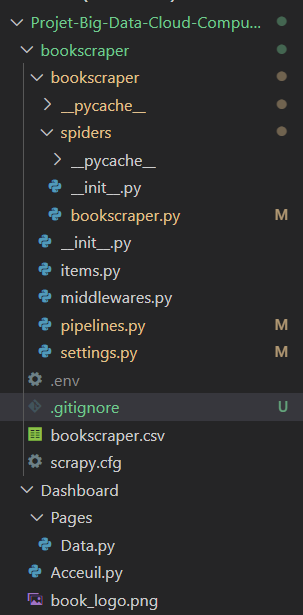 Projet-Big-Data-Cloud-Compu...
bookscraper
bookscraper
__pycache__
spiders
__pycache__
__init__.py
bookscraper.py M
__init__.py
items.py
middlewares.py
pipelines.py M
settings.py M
.env
.gitignore U
bookscraper.csv
scrapy.cfg
Dashboard
Pages
Data.py
Acceuil.py
book_logo.png